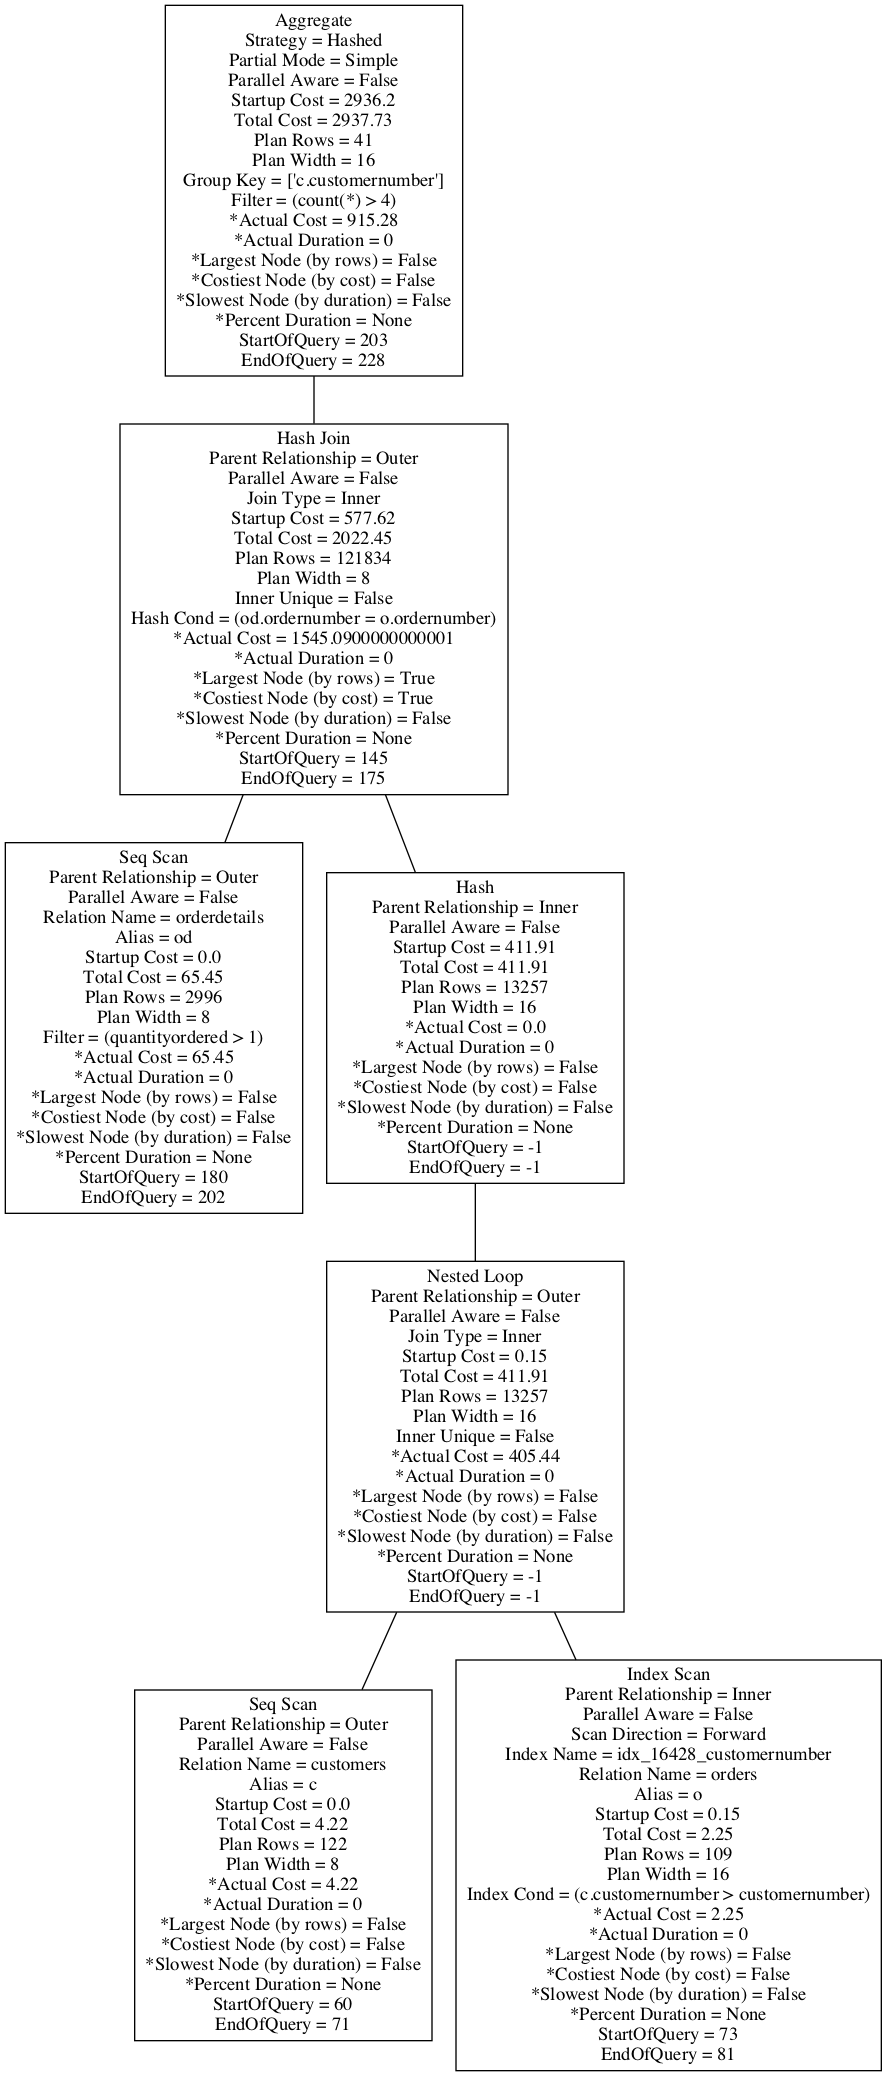 Aggregate
Strategy = Hashed
Partial Mode = Simple
Parallel Aware = False
Startup Cost = 2936.2
Total Cost = 2937.73
Plan Rows = 41
Plan Width = 16
Group Key = ['c.customernumber']
Filter = (count(*) > 4)
*Actual Cost = 915.28
*Actual Duration = 0
*Largest Node (by rows) = False
*Costiest Node (by cost) = False
*Slowest Node (by duration) = False
*Percent Duration = None
StartOfQuery = 203
EndOfQuery = 228
Hash Join
Parent Relationship = Outer
Parallel Aware = False
Join Type = Inner
Startup Cost = 577.62
Total Cost = 2022.45
Plan Rows = 121834
Plan Width = 8
Inner Unique = False
Hash Cond = (od.ordernumber = o.ordernumber)
*Actual Cost = 1545.0900000000001
*Actual Duration = 0
*Largest Node (by rows) = True
*Costiest Node (by cost) = True
*Slowest Node (by duration) = False
*Percent Duration = None
StartOfQuery = 145
EndOfQuery = 175
Seq Scan
Parent Relationship = Outer
Parallel Aware = False
Relation Name = orderdetails
Alias = od
Startup Cost = 0.0
Total Cost = 65.45
Plan Rows = 2996
Plan Width = 8
Filter = (quantityordered > 1)
*Actual Cost = 65.45
*Actual Duration = 0
*Largest Node (by rows) = False
*Costiest Node (by cost) = False
*Slowest Node (by duration) = False
*Percent Duration = None
StartOfQuery = 180
EndOfQuery = 202
Hash
Parent Relationship = Inner
Parallel Aware = False
Startup Cost = 411.91
Total Cost = 411.91
Plan Rows = 13257
Plan Width = 16
*Actual Cost = 0.0
*Actual Duration = 0
*Largest Node (by rows) = False
*Costiest Node (by cost) = False
*Slowest Node (by duration) = False
*Percent Duration = None
StartOfQuery = -1
EndOfQuery = -1
Nested Loop
Parent Relationship = Outer
Parallel Aware = False
Join Type = Inner
Startup Cost = 0.15
Total Cost = 411.91
Plan Rows = 13257
Plan Width = 16
Inner Unique = False
*Actual Cost = 405.44
*Actual Duration = 0
*Largest Node (by rows) = False
*Costiest Node (by cost) = False
*Slowest Node (by duration) = False
*Percent Duration = None
StartOfQuery = -1
EndOfQuery = -1
Seq Scan
Parent Relationship = Outer
Parallel Aware = False
Relation Name = customers
Alias = c
Startup Cost = 0.0
Total Cost = 4.22
Plan Rows = 122
Plan Width = 8
*Actual Cost = 4.22
*Actual Duration = 0
*Largest Node (by rows) = False
*Costiest Node (by cost) = False
*Slowest Node (by duration) = False
*Percent Duration = None
StartOfQuery = 60
EndOfQuery = 71
Index Scan
Parent Relationship = Inner
Parallel Aware = False
Scan Direction = Forward
Index Name = idx_16428_customernumber
Relation Name = orders
Alias = o
Startup Cost = 0.15
Total Cost = 2.25
Plan Rows = 109
Plan Width = 16
Index Cond = (c.customernumber > customernumber)
*Actual Cost = 2.25
*Actual Duration = 0
*Largest Node (by rows) = False
*Costiest Node (by cost) = False
*Slowest Node (by duration) = False
*Percent Duration = None
StartOfQuery = 73
EndOfQuery = 81